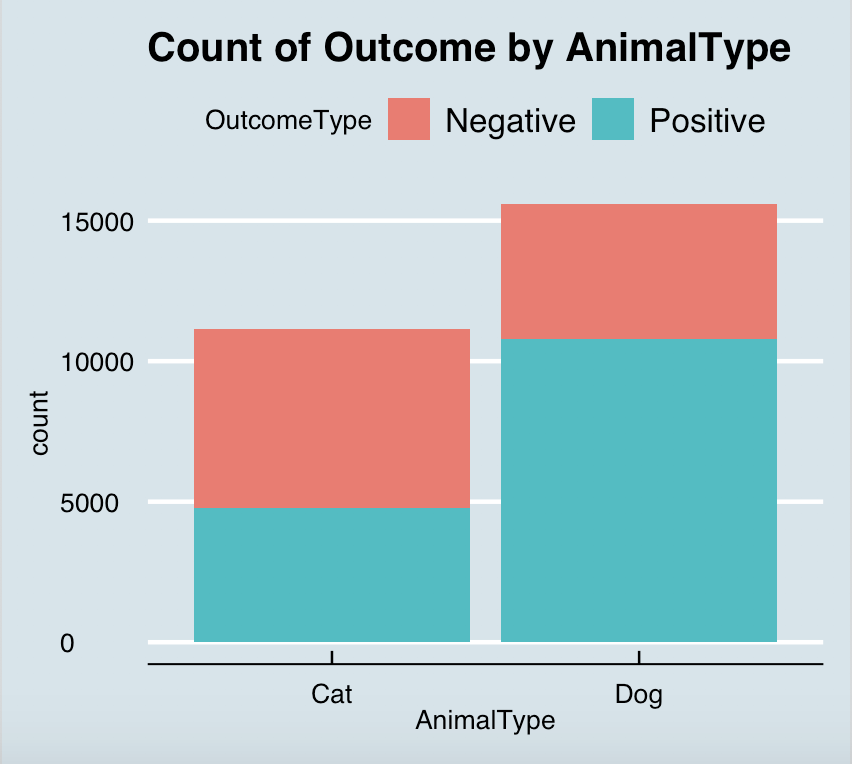 Count of Outcome by AnimalType
OutcomeType Negative Positive
15000
10000
5000
0
count
Cat Dog
AnimalType